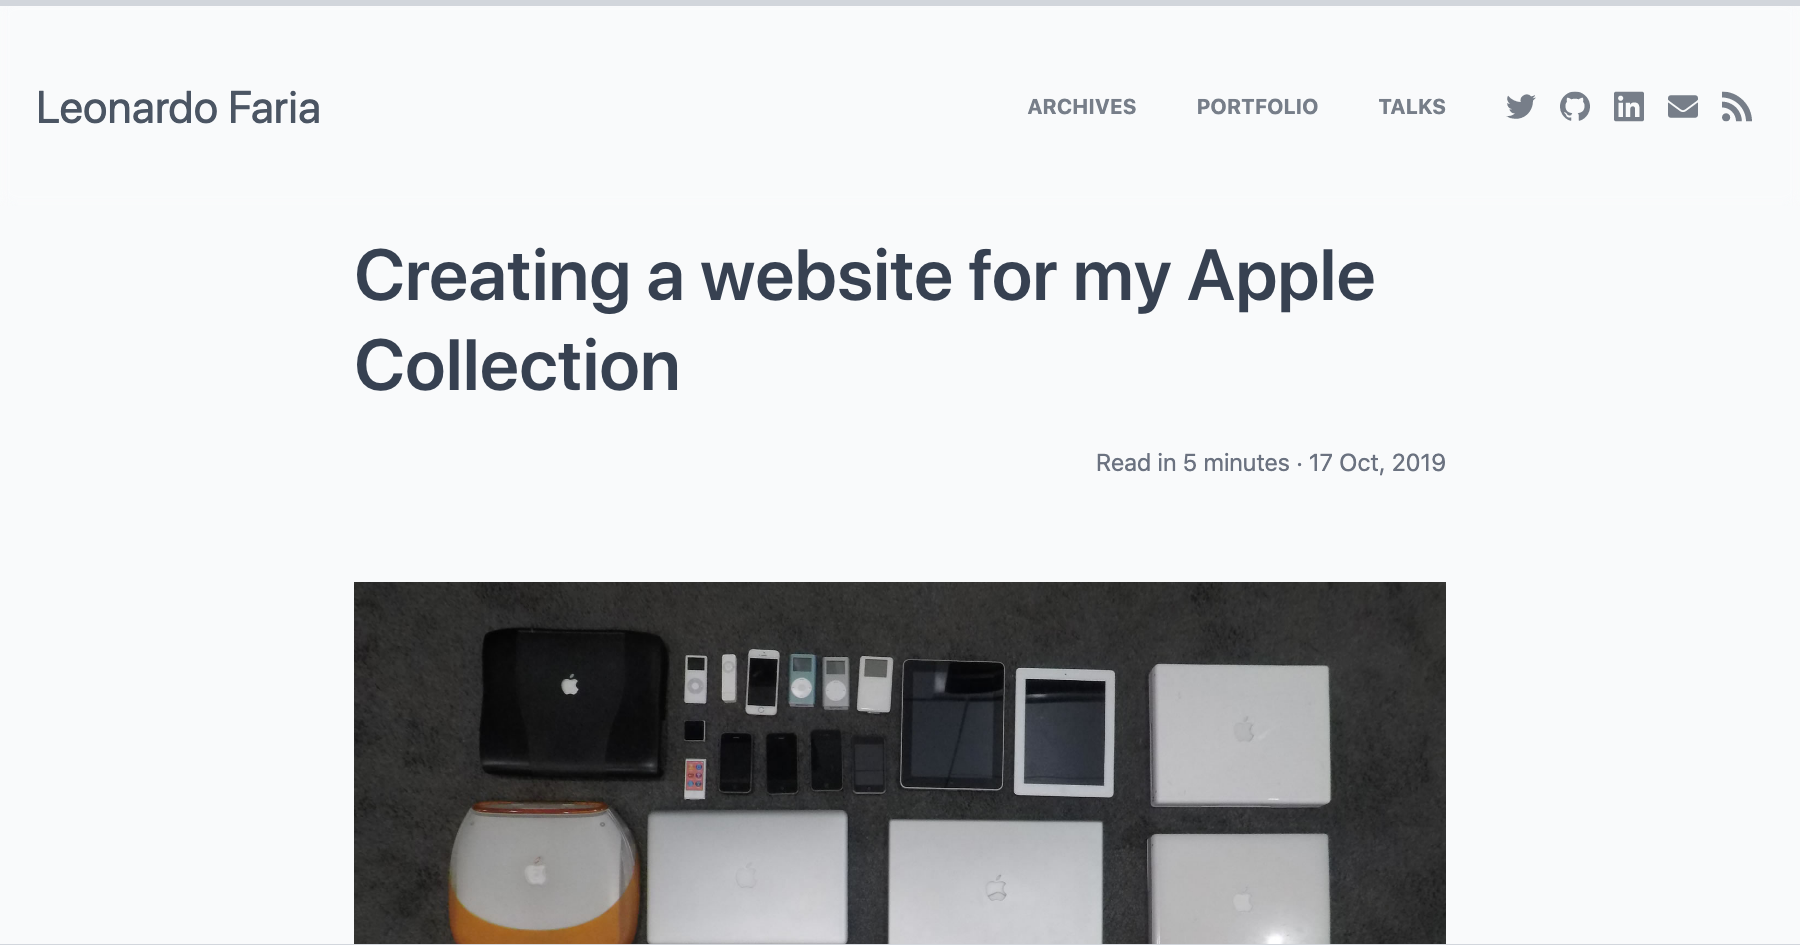 Leonardo Faria
ARCHIVES PORTFOLIO TALKS
Creating a website for my Apple
Collection
Read in 5 minutes · 17 Oct, 2019